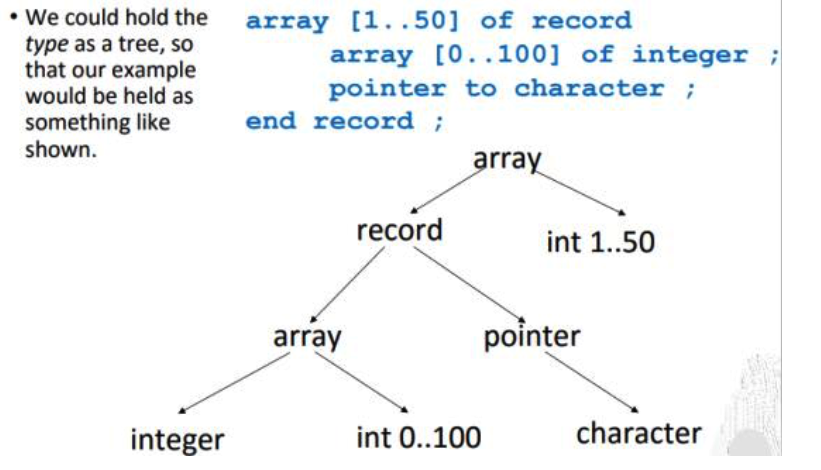 • We could hold the
type as a tree, so
that our example
would be held as
something like
shown.
array [1..50] of record
array [0..100] of integer ;
pointer to character ;
end record ;
array
record
int 1..50
array
pointer
integer
int 0..100
character